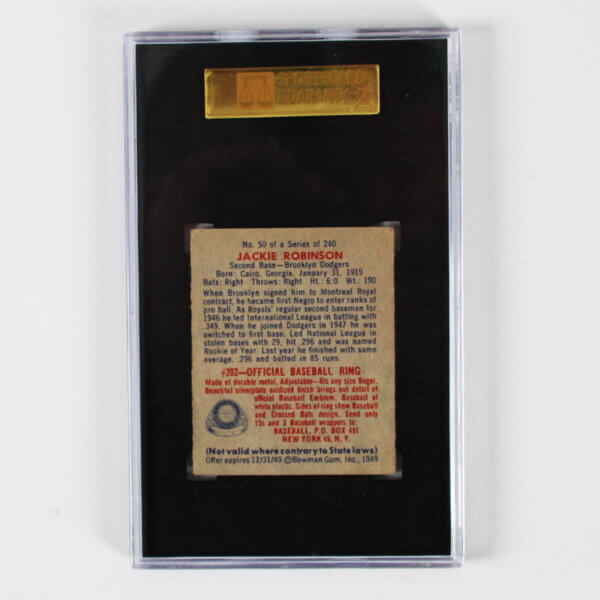 No. 50 of a Series of 240
JACKIE ROBINSON
Second Base—Brooklyn Dodgers
Born: Cairo, Georgia, January 31, 1919
Bats: Right Throws: Right Ht.: 6:0 Wt.: 190
When Brooklyn signed him to Montreal Royal
contract, he became first Negro to enter ranks of
pro ball. As Royals' regular second baseman for
1946 he led International League in batting with
.349. When he joined Dodgers in 1947 he was
switched to first base. Led National League in
stolen bases with 29, hit .296 and was named
Rookie of Year. Last year he finished with same
average, .296 and batted in 85 runs.
#202—OFFICIAL BASEBALL RING
Made of durable metal. Adjustable—fits any size finger.
Beautiful silverplate oxidized finish brings out detail of
official Baseball Emblem. Baseball of
white plastic. Sides of ring show Baseball
and Crossed Bats design. Send only
15c and 3 Baseball wrappers to:
BASEBALL, P.O. BOX 491
NEW YORK 46, N. Y.
(Not valid where contrary to State laws)
Offer expires 12/31/49 ©Bowman Gum, Inc., 1949